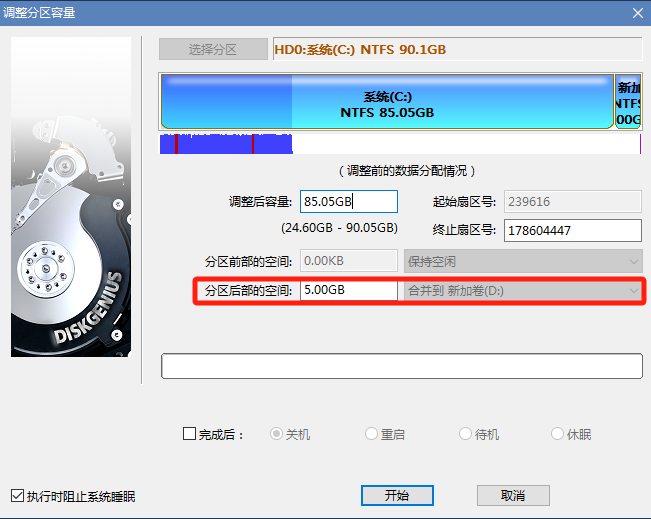 调整分区容量
选择分区
HD0:系统(C:) NTFS 90.1GB
系统(C:)
NTFS 85.05GB
新加
NTFS
00G
(调整前的数据分配情况)
调整后容量: 85.05GB 起始扇区号: 239616
(24.60GB - 90.05GB) 终止扇区号: 178604447
分区前部的空间: 0.00KB 保持空闲
分区后部的空间: 5.00GB 合并到 新加卷(D:)
DISKGENIUS
完成后: 关机 重启 待机 休眠
执行时阻止系统睡眠 开始 取消